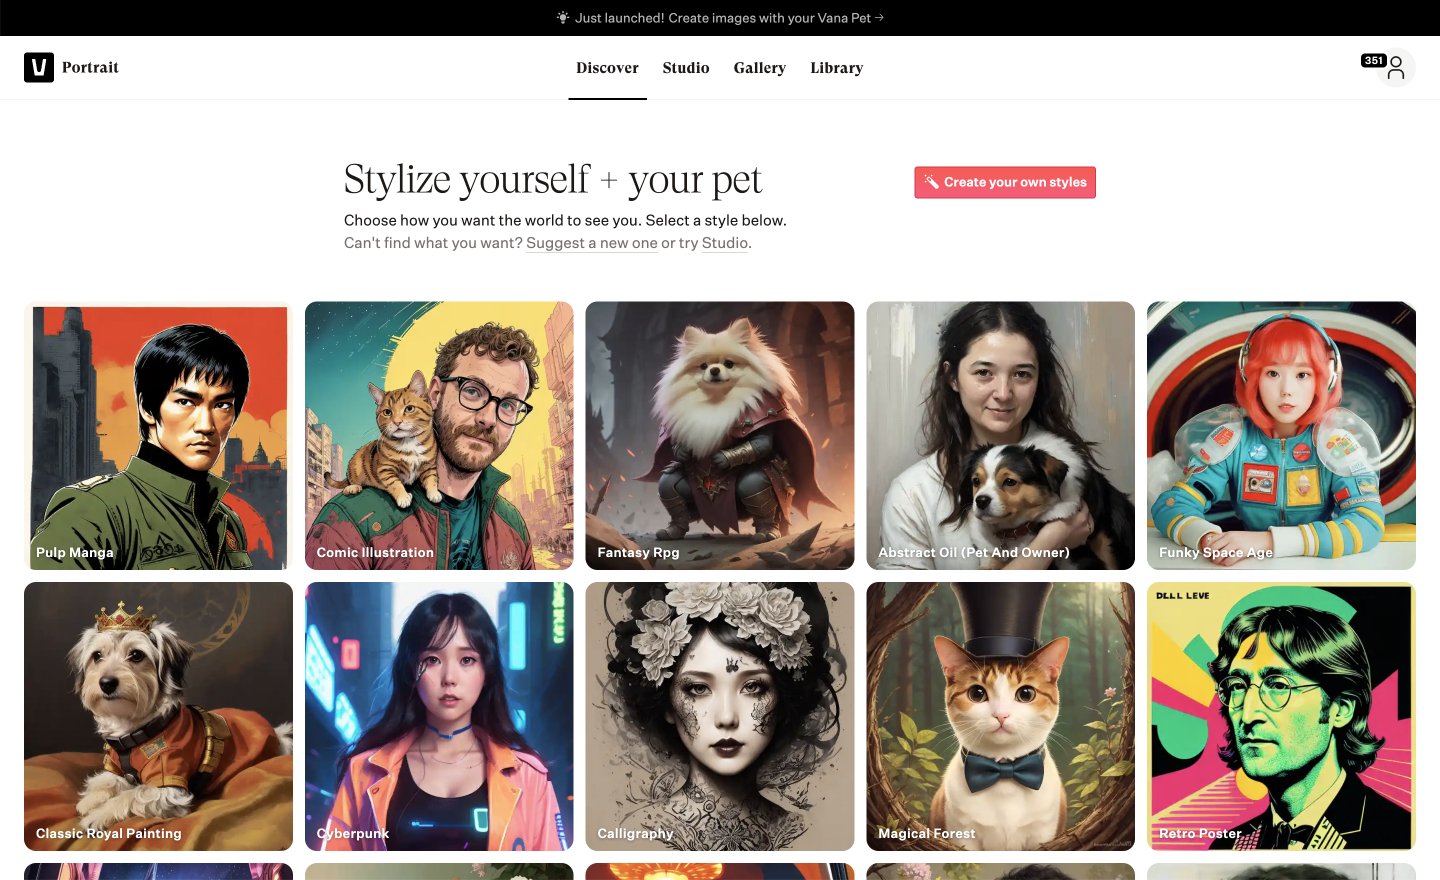 Just launched! Create images with your Vana Pet →
Portrait
Discover
Studio
Gallery
Library
351
Stylize yourself + your pet
Create your own styles
Choose how you want the world to see you. Select a style below.
Can't find what you want? Suggest a new one or try Studio.
Pulp Manga
Comic Illustration
Fantasy Rpg
Abstract Oil (Pet And Owner)
Funky Space Age
DLLL LEVE
Classic Royal Painting
Cyberpunk
Calligraphy
Magical Forest
Retro Poster